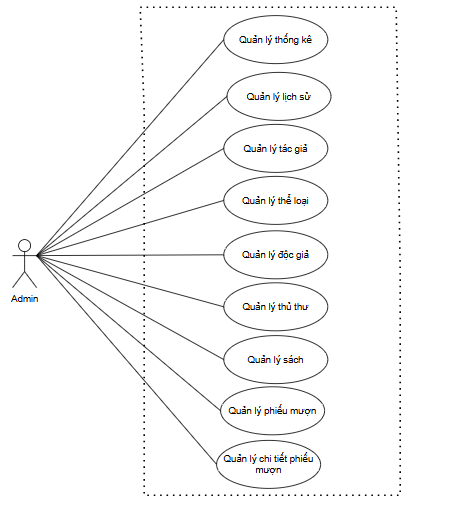 Quản lý thống kê
Quản lý lịch sử
Quản lý tác giả
Quản lý thể loại
Quản lý độc giả
Admin
Quản lý thủ thư
Quản lý sách
Quản lý phiếu mượn
Quản lý chi tiết phiếu
mượn